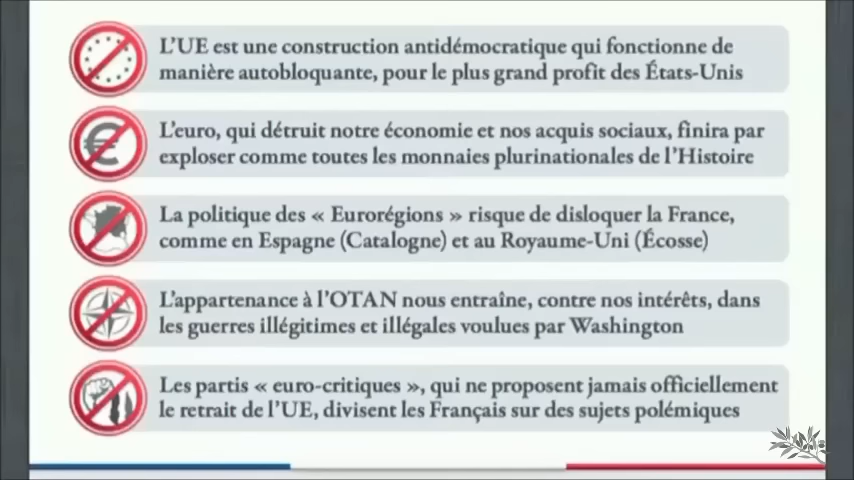 L'UE est une construction antidémocratique qui fonctionne de
manière autobloquante, pour le plus grand profit des États-Unis
L'euro, qui détruit notre économie et nos acquis sociaux, finira par
exploser comme toutes les monnaies plurinationales de l'Histoire
La politique des « Eurorégions » risque de disloquer la France,
comme en Espagne (Catalogne) et au Royaume-Uni (Écosse)
L'appartenance à l'OTAN nous entraîne, contre nos intérêts, dans
les guerres illégitimes et illégales voulues par Washington
Les partis « euro-critiques », qui ne proposent jamais officiellement
le retrait de l'UE, divisent les Français sur des sujets polémiques